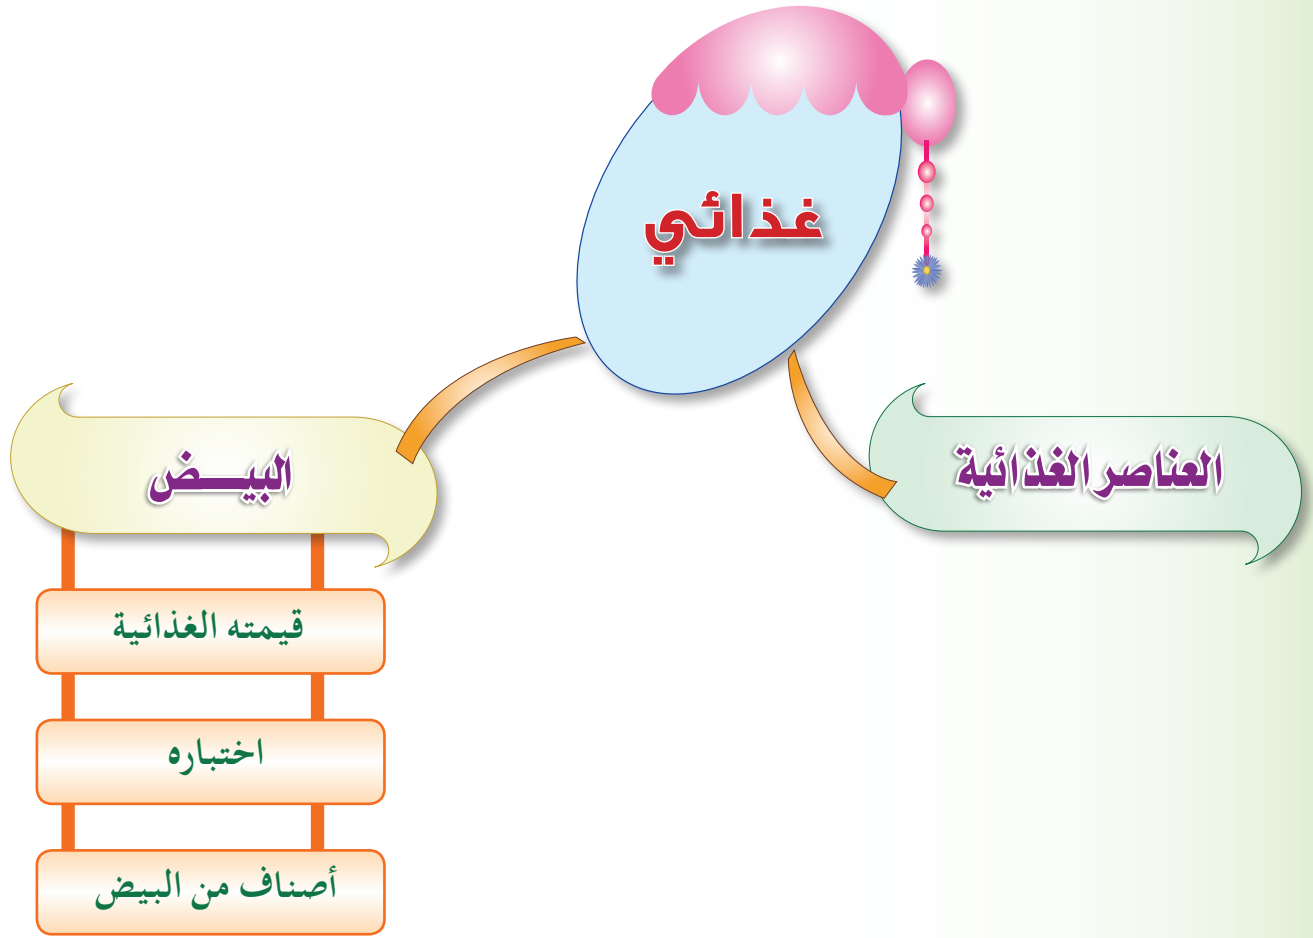 غذائي
العناصر الغذائية
البيـــض
قيمته الغذائية
اختباره
أصناف من البيض